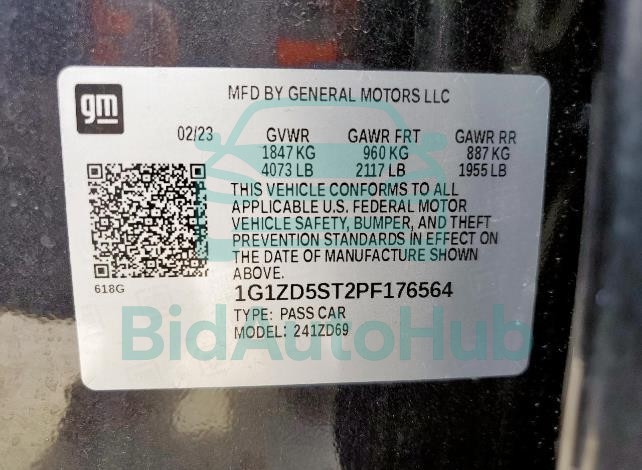 gm
MFD BY GENERAL MOTORS LLC
02/23 GVWR GAWR FRT GAWR RR
1847 KG 960 KG 887 KG
4073 LB 2117 LB 1955 LB
THIS VEHICLE CONFORMS TO ALL
APPLICABLE U.S. FEDERAL MOTOR
VEHICLE SAFETY, BUMPER, AND THEFT
PREVENTION STANDARDS IN EFFECT ON
THE DATE OF MANUFACTURE SHOWN
ABOVE.
618G
1G1ZD5ST2PF176564
TYPE: PASS CAR
MODEL: 241ZD69
BidAutoHub